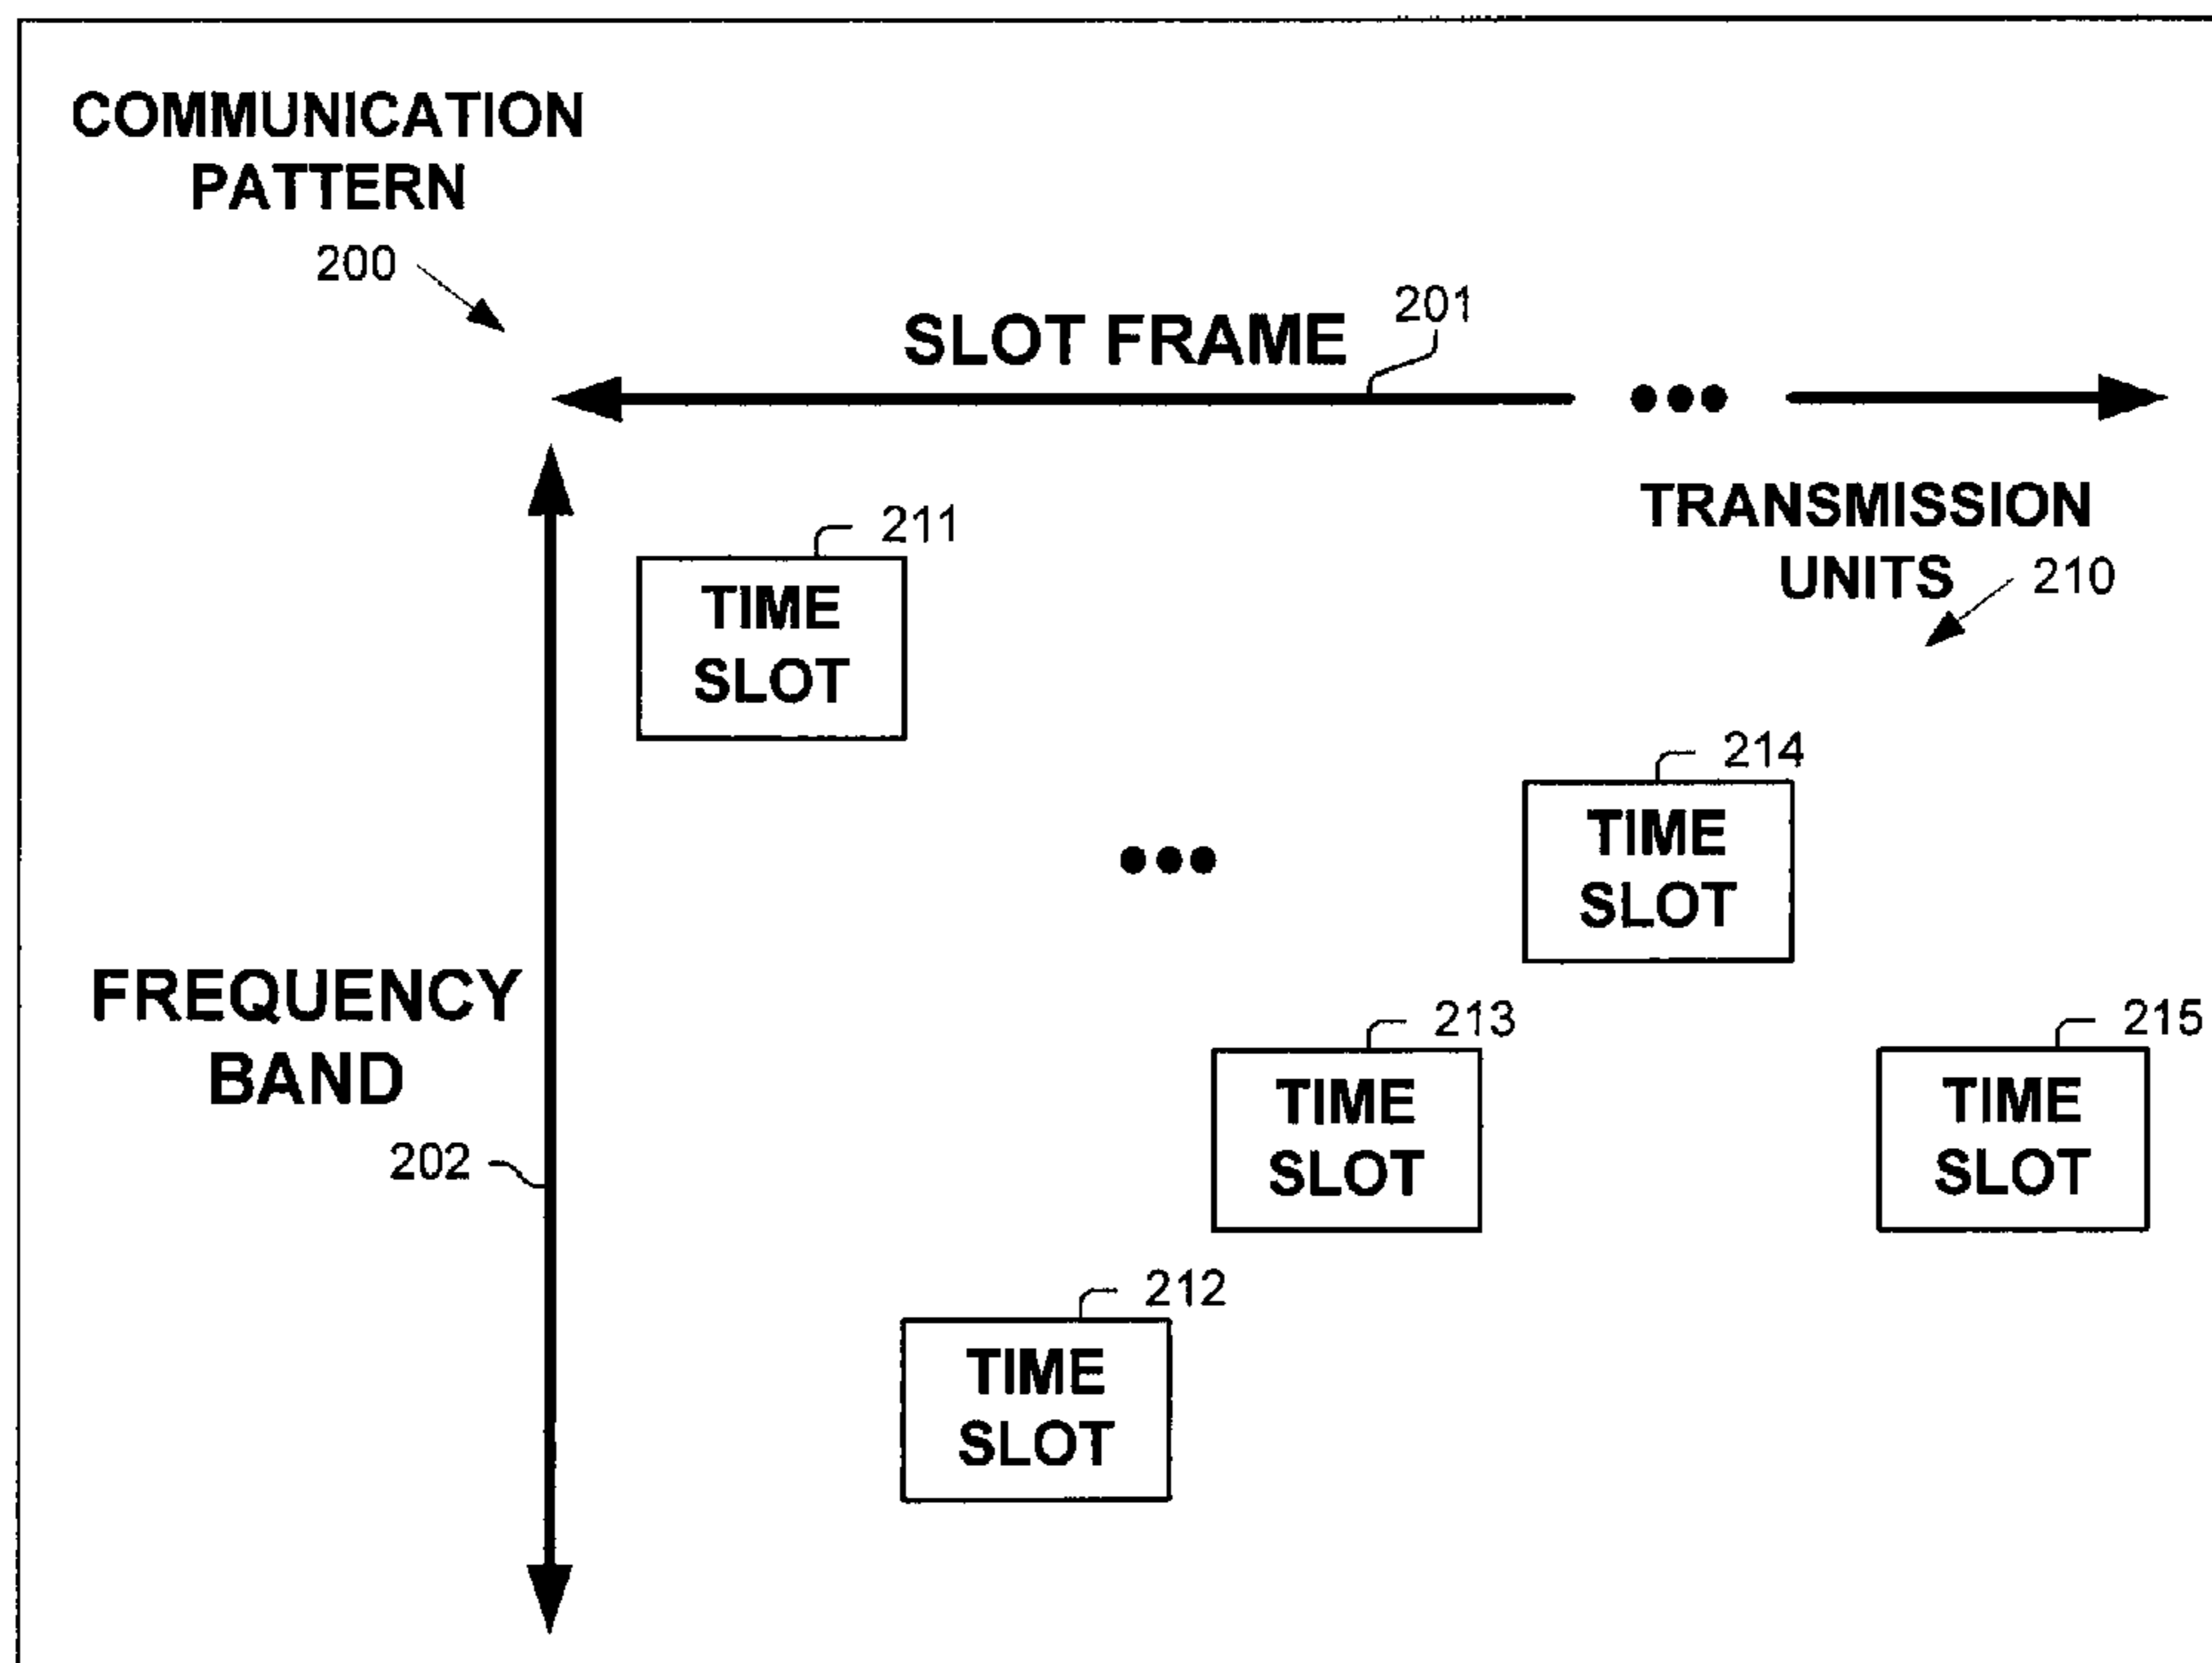 COMMUNICATION
PATTERN
200
SLOT FRAME
201
TRANSMISSION
UNITS
210
211
TIME
SLOT
214
TIME
SLOT
FREQUENCY
BAND
202
213
TIME
SLOT
215
TIME
SLOT
212
TIME
SLOT